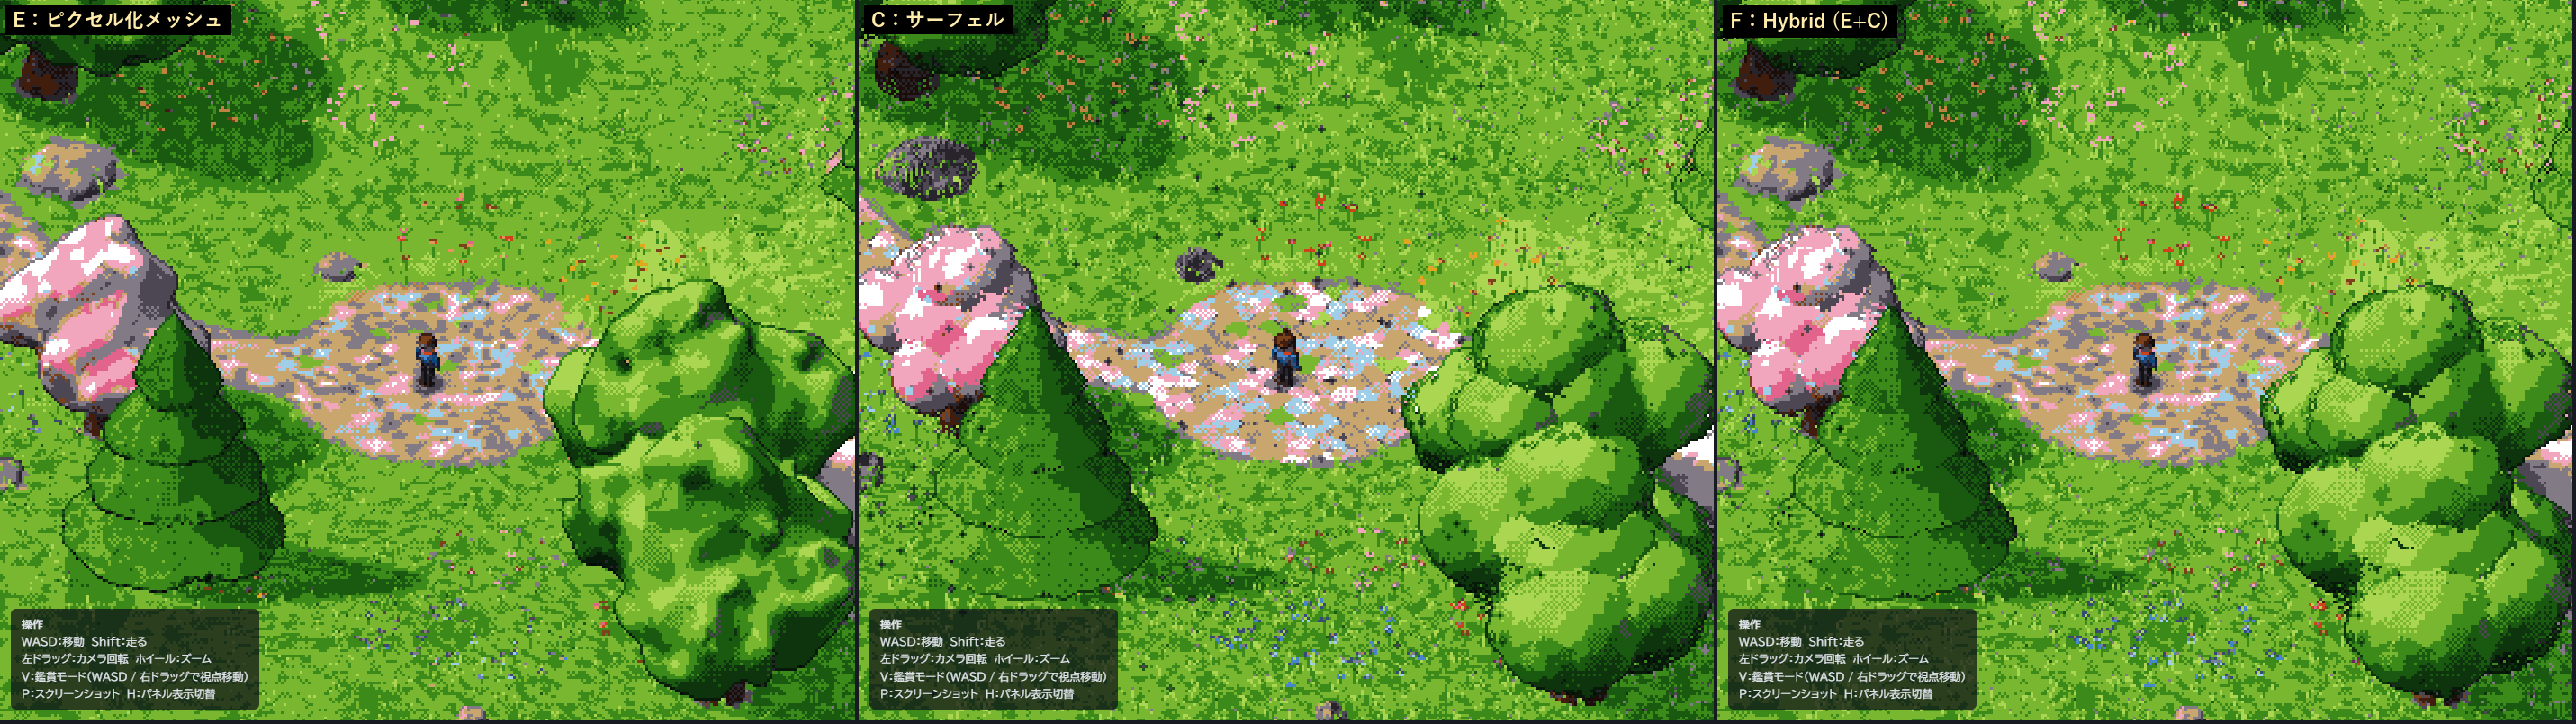 E：ピクセル化メッシュ
操作
WASD:移動 Shift:走る
左ドラッグ:カメラ回転 ホイール:ズーム
V:鑑賞モード(WASD / 右ドラッグで視点移動)
P:スクリーンショット H:パネル表示切替
C：サーフェル
操作
WASD:移動 Shift:走る
左ドラッグ:カメラ回転 ホイール:ズーム
V:鑑賞モード(WASD / 右ドラッグで視点移動)
P:スクリーンショット H:パネル表示切替
F：Hybrid (E+C)
操作
WASD:移動 Shift:走る
左ドラッグ:カメラ回転 ホイール:ズーム
V:鑑賞モード(WASD / 右ドラッグで視点移動)
P:スクリーンショット H:パネル表示切替